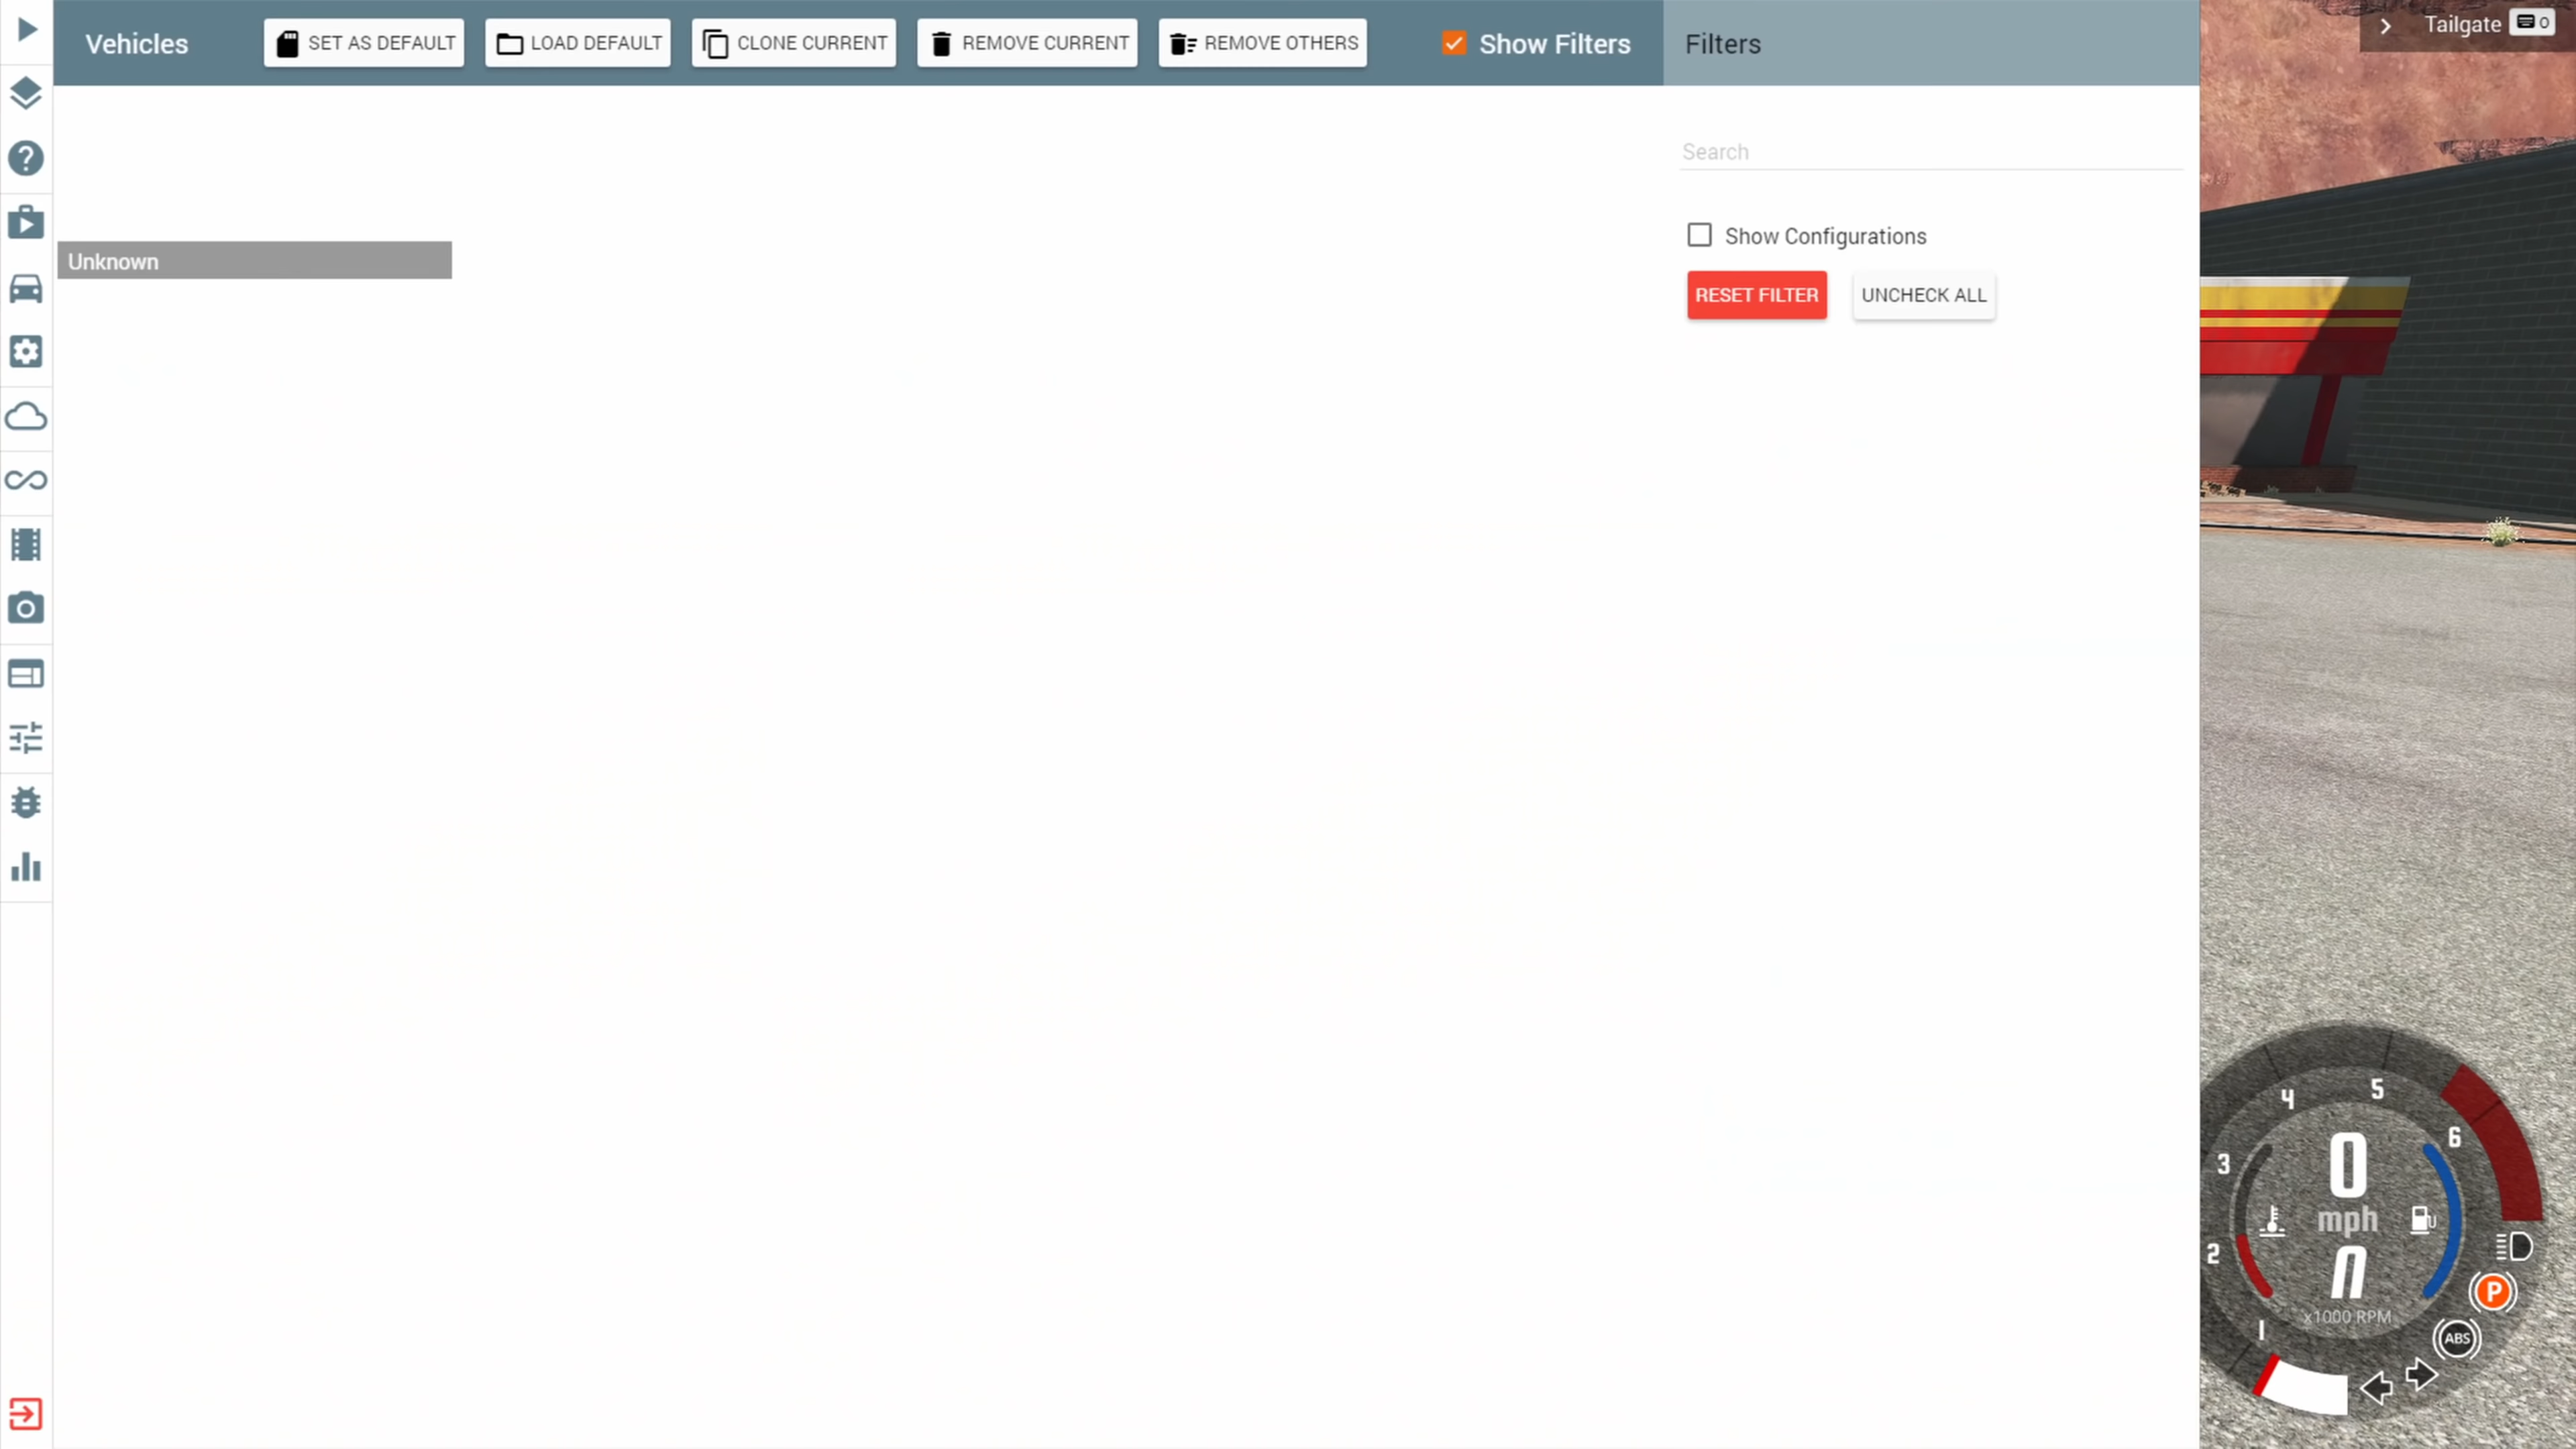 Vehicles
SET AS DEFAULT
LOAD DEFAULT
CLONE CURRENT
REMOVE CURRENT
REMOVE OTHERS
Show Filters
Filters
Tailgate 0
Search
Show Configurations
Unknown
RESET FILTER
UNCHECK ALL
5
4
6
3
0
mph
2
n
P
x1000 RPM
1
ABS